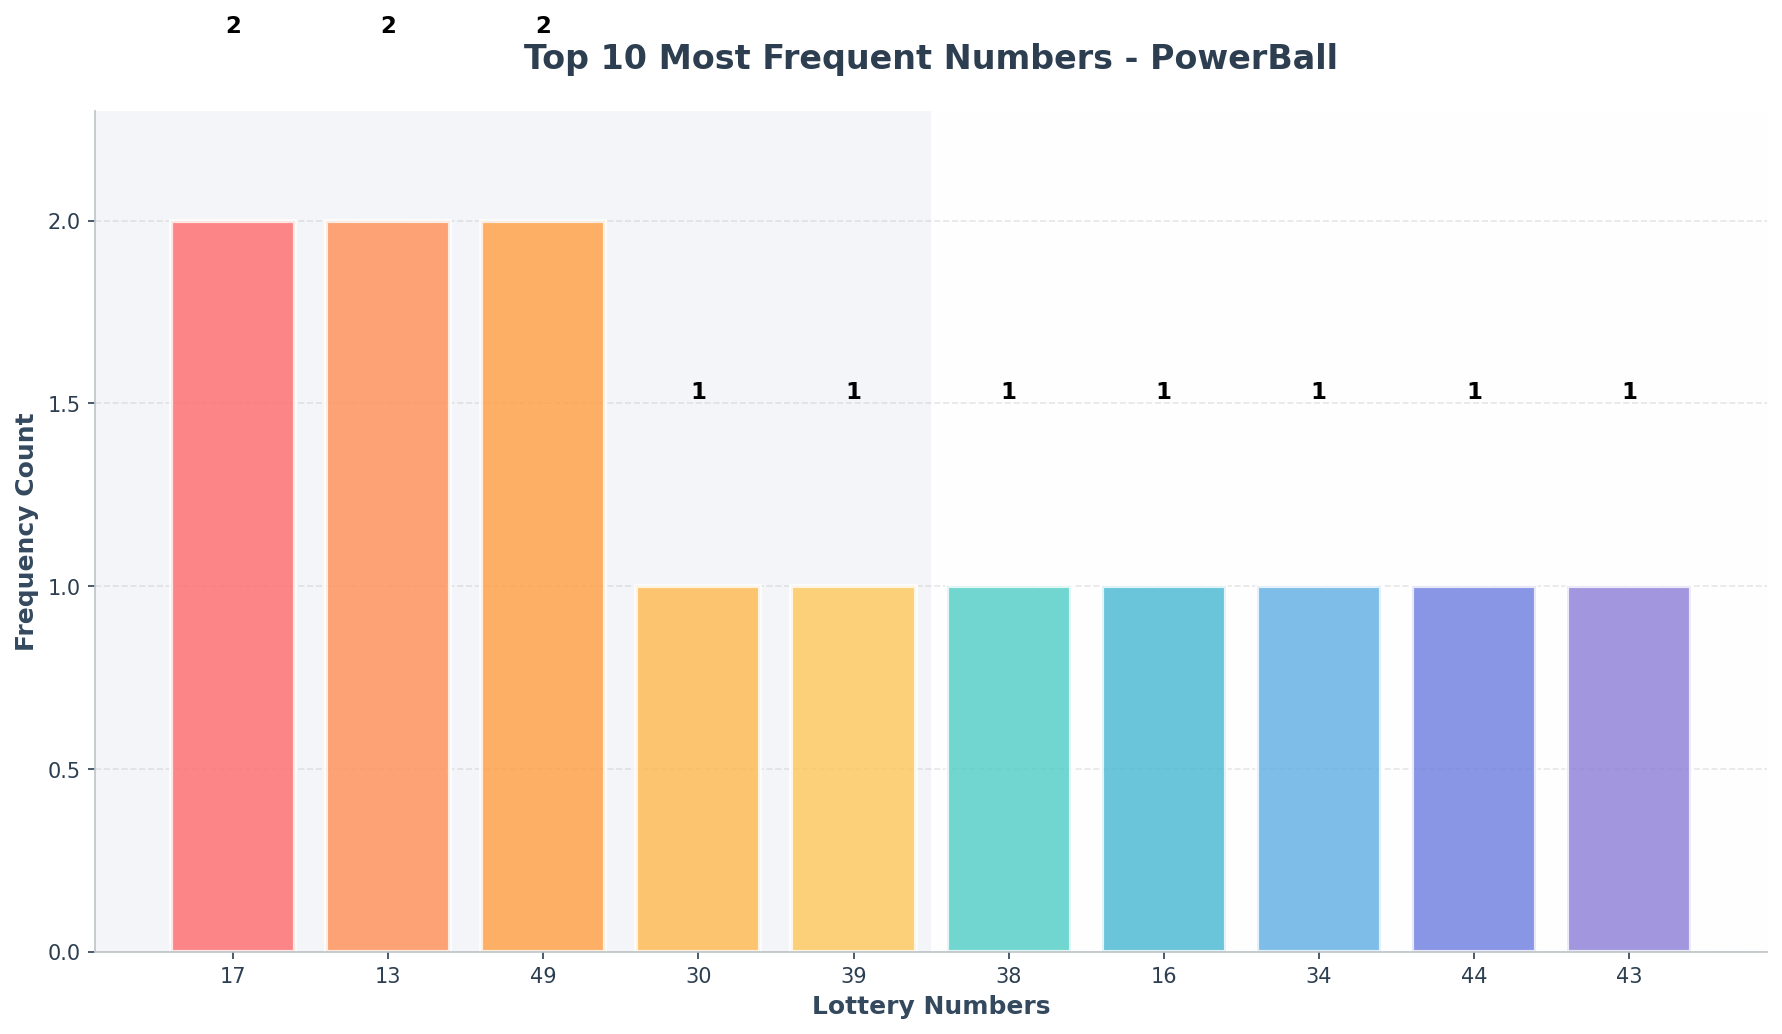 2 2 2
Top 10 Most Frequent Numbers - PowerBall
2.0
1 1 1 1 1 1 1
1.5
Frequency Count
1.0
0.5
0.0
17 13 49 30 39 38 16 34 44 43
Lottery Numbers